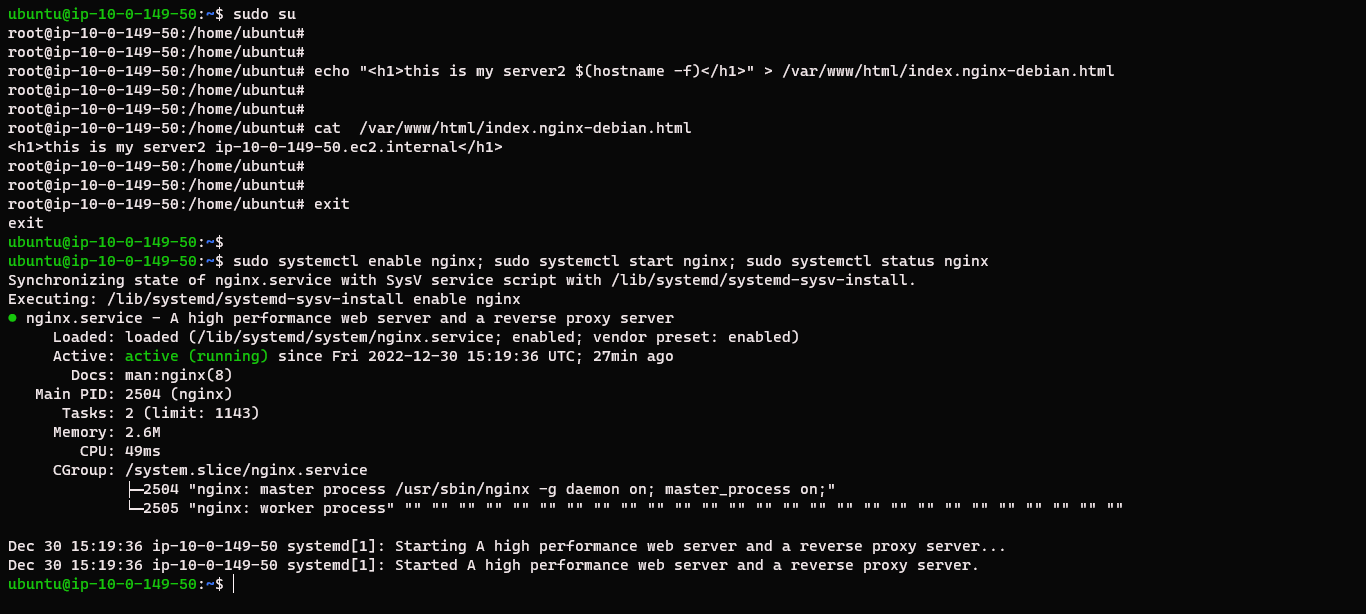 ubuntu@ip-10-0-149-50:~$ sudo su
root@ip-10-0-149-50:/home/ubuntu#
root@ip-10-0-149-50:/home/ubuntu#
root@ip-10-0-149-50:/home/ubuntu# echo "<h1>this is my server2 $(hostname -f)</h1>" > /var/www/html/index.nginx-debian.html
root@ip-10-0-149-50:/home/ubuntu#
root@ip-10-0-149-50:/home/ubuntu#
root@ip-10-0-149-50:/home/ubuntu# cat  /var/www/html/index.nginx-debian.html
<h1>this is my server2 ip-10-0-149-50.ec2.internal</h1>
root@ip-10-0-149-50:/home/ubuntu#
root@ip-10-0-149-50:/home/ubuntu#
root@ip-10-0-149-50:/home/ubuntu# exit
exit
ubuntu@ip-10-0-149-50:~$
ubuntu@ip-10-0-149-50:~$ sudo systemctl enable nginx; sudo systemctl start nginx; sudo systemctl status nginx
Synchronizing state of nginx.service with SysV service script with /lib/systemd/systemd-sysv-install.
Executing: /lib/systemd/systemd-sysv-install enable nginx
● nginx.service - A high performance web server and a reverse proxy server
     Loaded: loaded (/lib/systemd/system/nginx.service; enabled; vendor preset: enabled)
     Active: active (running) since Fri 2022-12-30 15:19:36 UTC; 27min ago
       Docs: man:nginx(8)
   Main PID: 2504 (nginx)
      Tasks: 2 (limit: 1143)
     Memory: 2.6M
        CPU: 49ms
     CGroup: /system.slice/nginx.service
             ├─2504 "nginx: master process /usr/sbin/nginx -g daemon on; master_process on;"
             └─2505 "nginx: worker process" "" "" "" "" "" "" "" "" "" "" "" "" "" "" "" "" "" "" "" "" "" "" "" "" "" "" ""

Dec 30 15:19:36 ip-10-0-149-50 systemd[1]: Starting A high performance web server and a reverse proxy server...
Dec 30 15:19:36 ip-10-0-149-50 systemd[1]: Started A high performance web server and a reverse proxy server.
ubuntu@ip-10-0-149-50:~$